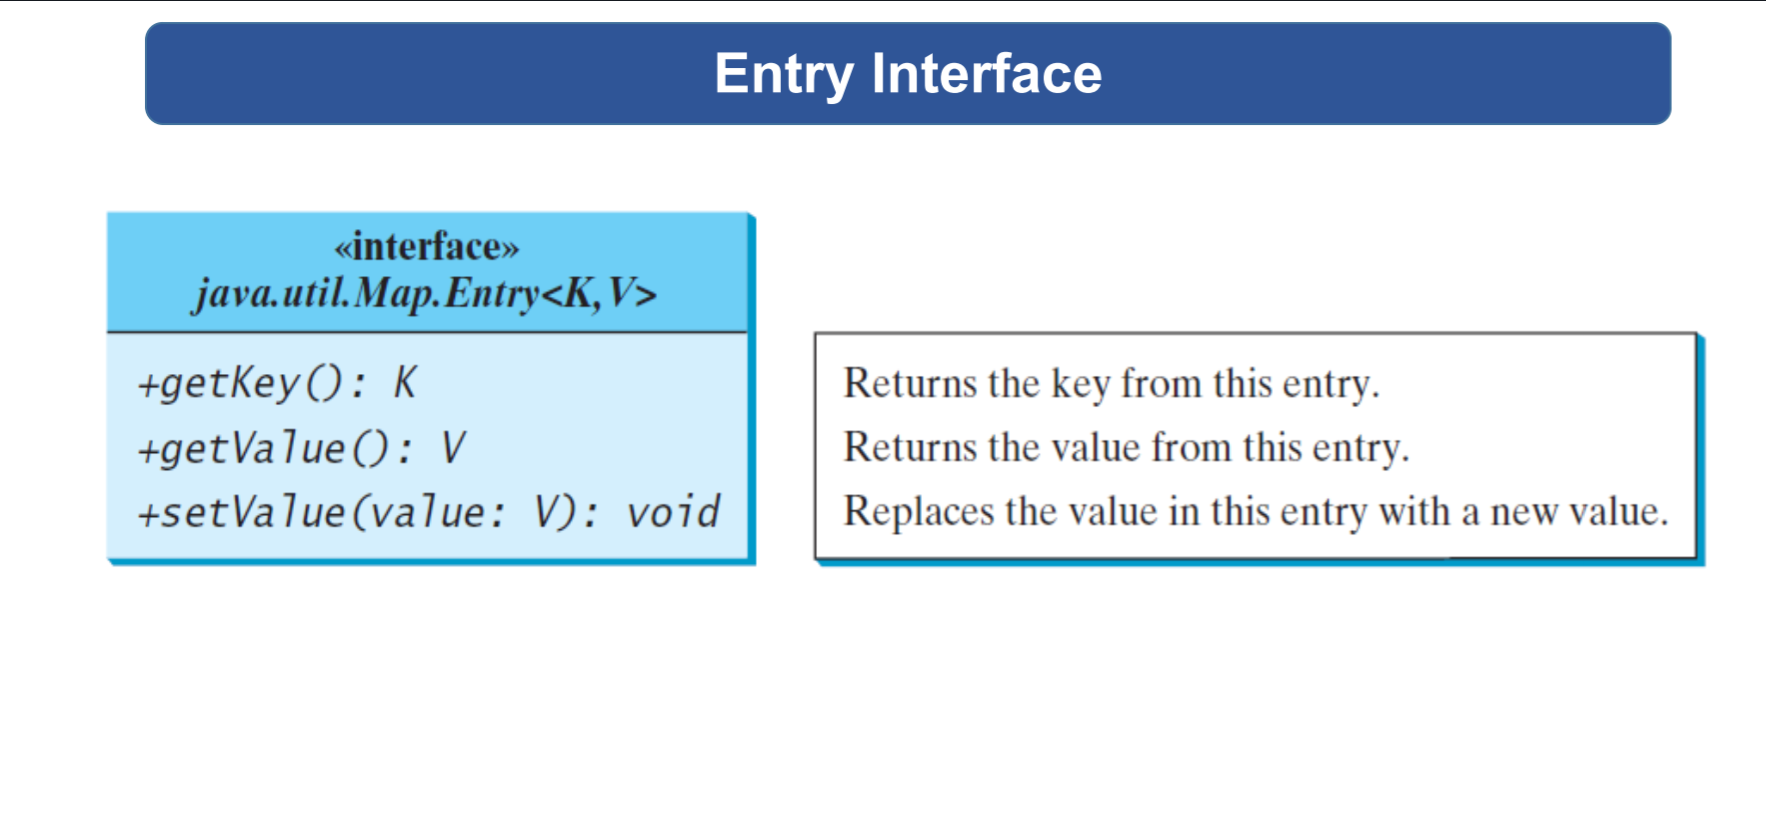 Entry Interface
«interface»
java.util.Map.Entry<K,V>
+getKey(): K
+getValue(): V
+setValue(value: V): void
Returns the key from this entry.
Returns the value from this entry.
Replaces the value in this entry with a new value.